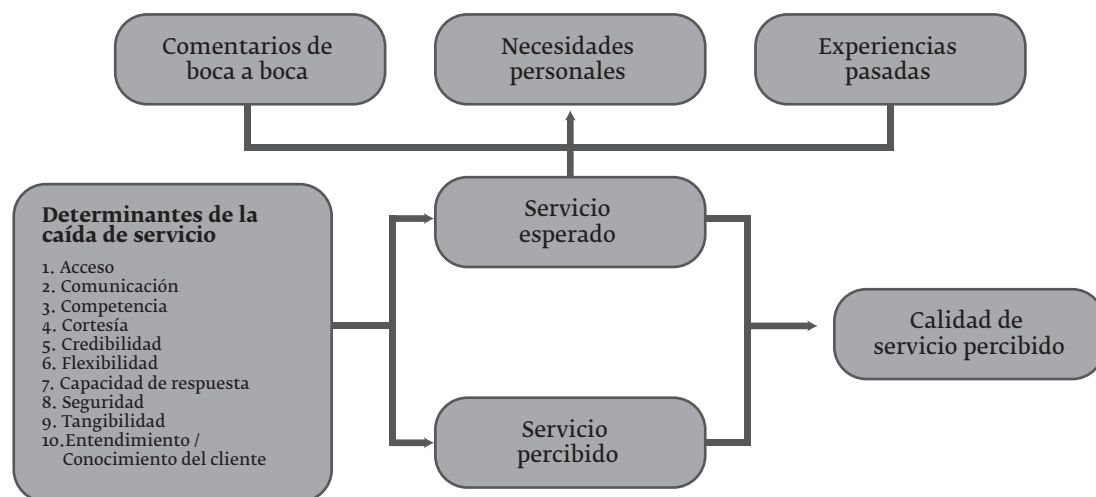 Comentarios de
boca a boca
Necesidades
personales
Experiencias
pasadas
Determinantes de la
caída de servicio
1. Acceso
2. Comunicación
3. Competencia
4. Cortesía
5. Credibilidad
6. Flexibilidad
7. Capacidad de respuesta
8. Seguridad
9. Tangibilidad
10.Entendimiento /
Conocimiento del cliente
Servicio
esperado
Servicio
percibido
Calidad de
servicio percibido